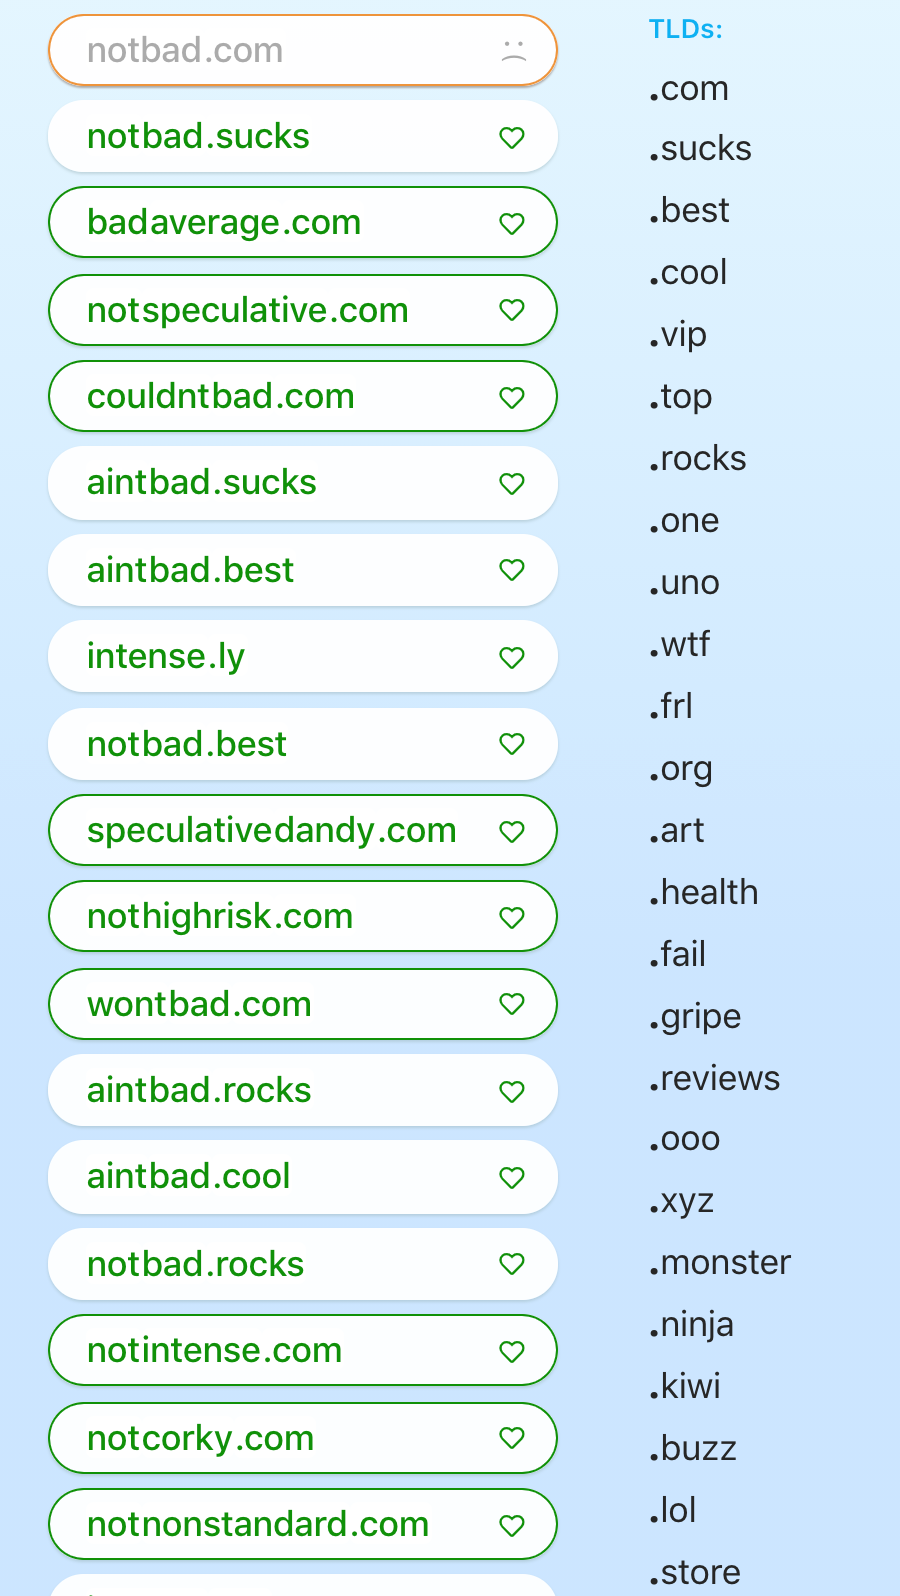 notbad.com
notbad.sucks
badaverage.com
notspeculative.com
couldntbad.com
aintbad.sucks
aintbad.best
intense.ly
notbad.best
speculativedandy.com
nothighrisk.com
wontbad.com
aintbad.rocks
aintbad.cool
notbad.rocks
notintense.com
notcorky.com
notnonstandard.com
TLDs:
.com
.sucks
.best
.cool
.vip
.top
.rocks
.one
.uno
.wtf
.frl
.org
.art
.health
.fail
.gripe
.reviews
.ooo
.xyz
.monster
.ninja
.kiwi
.buzz
.lol
.store